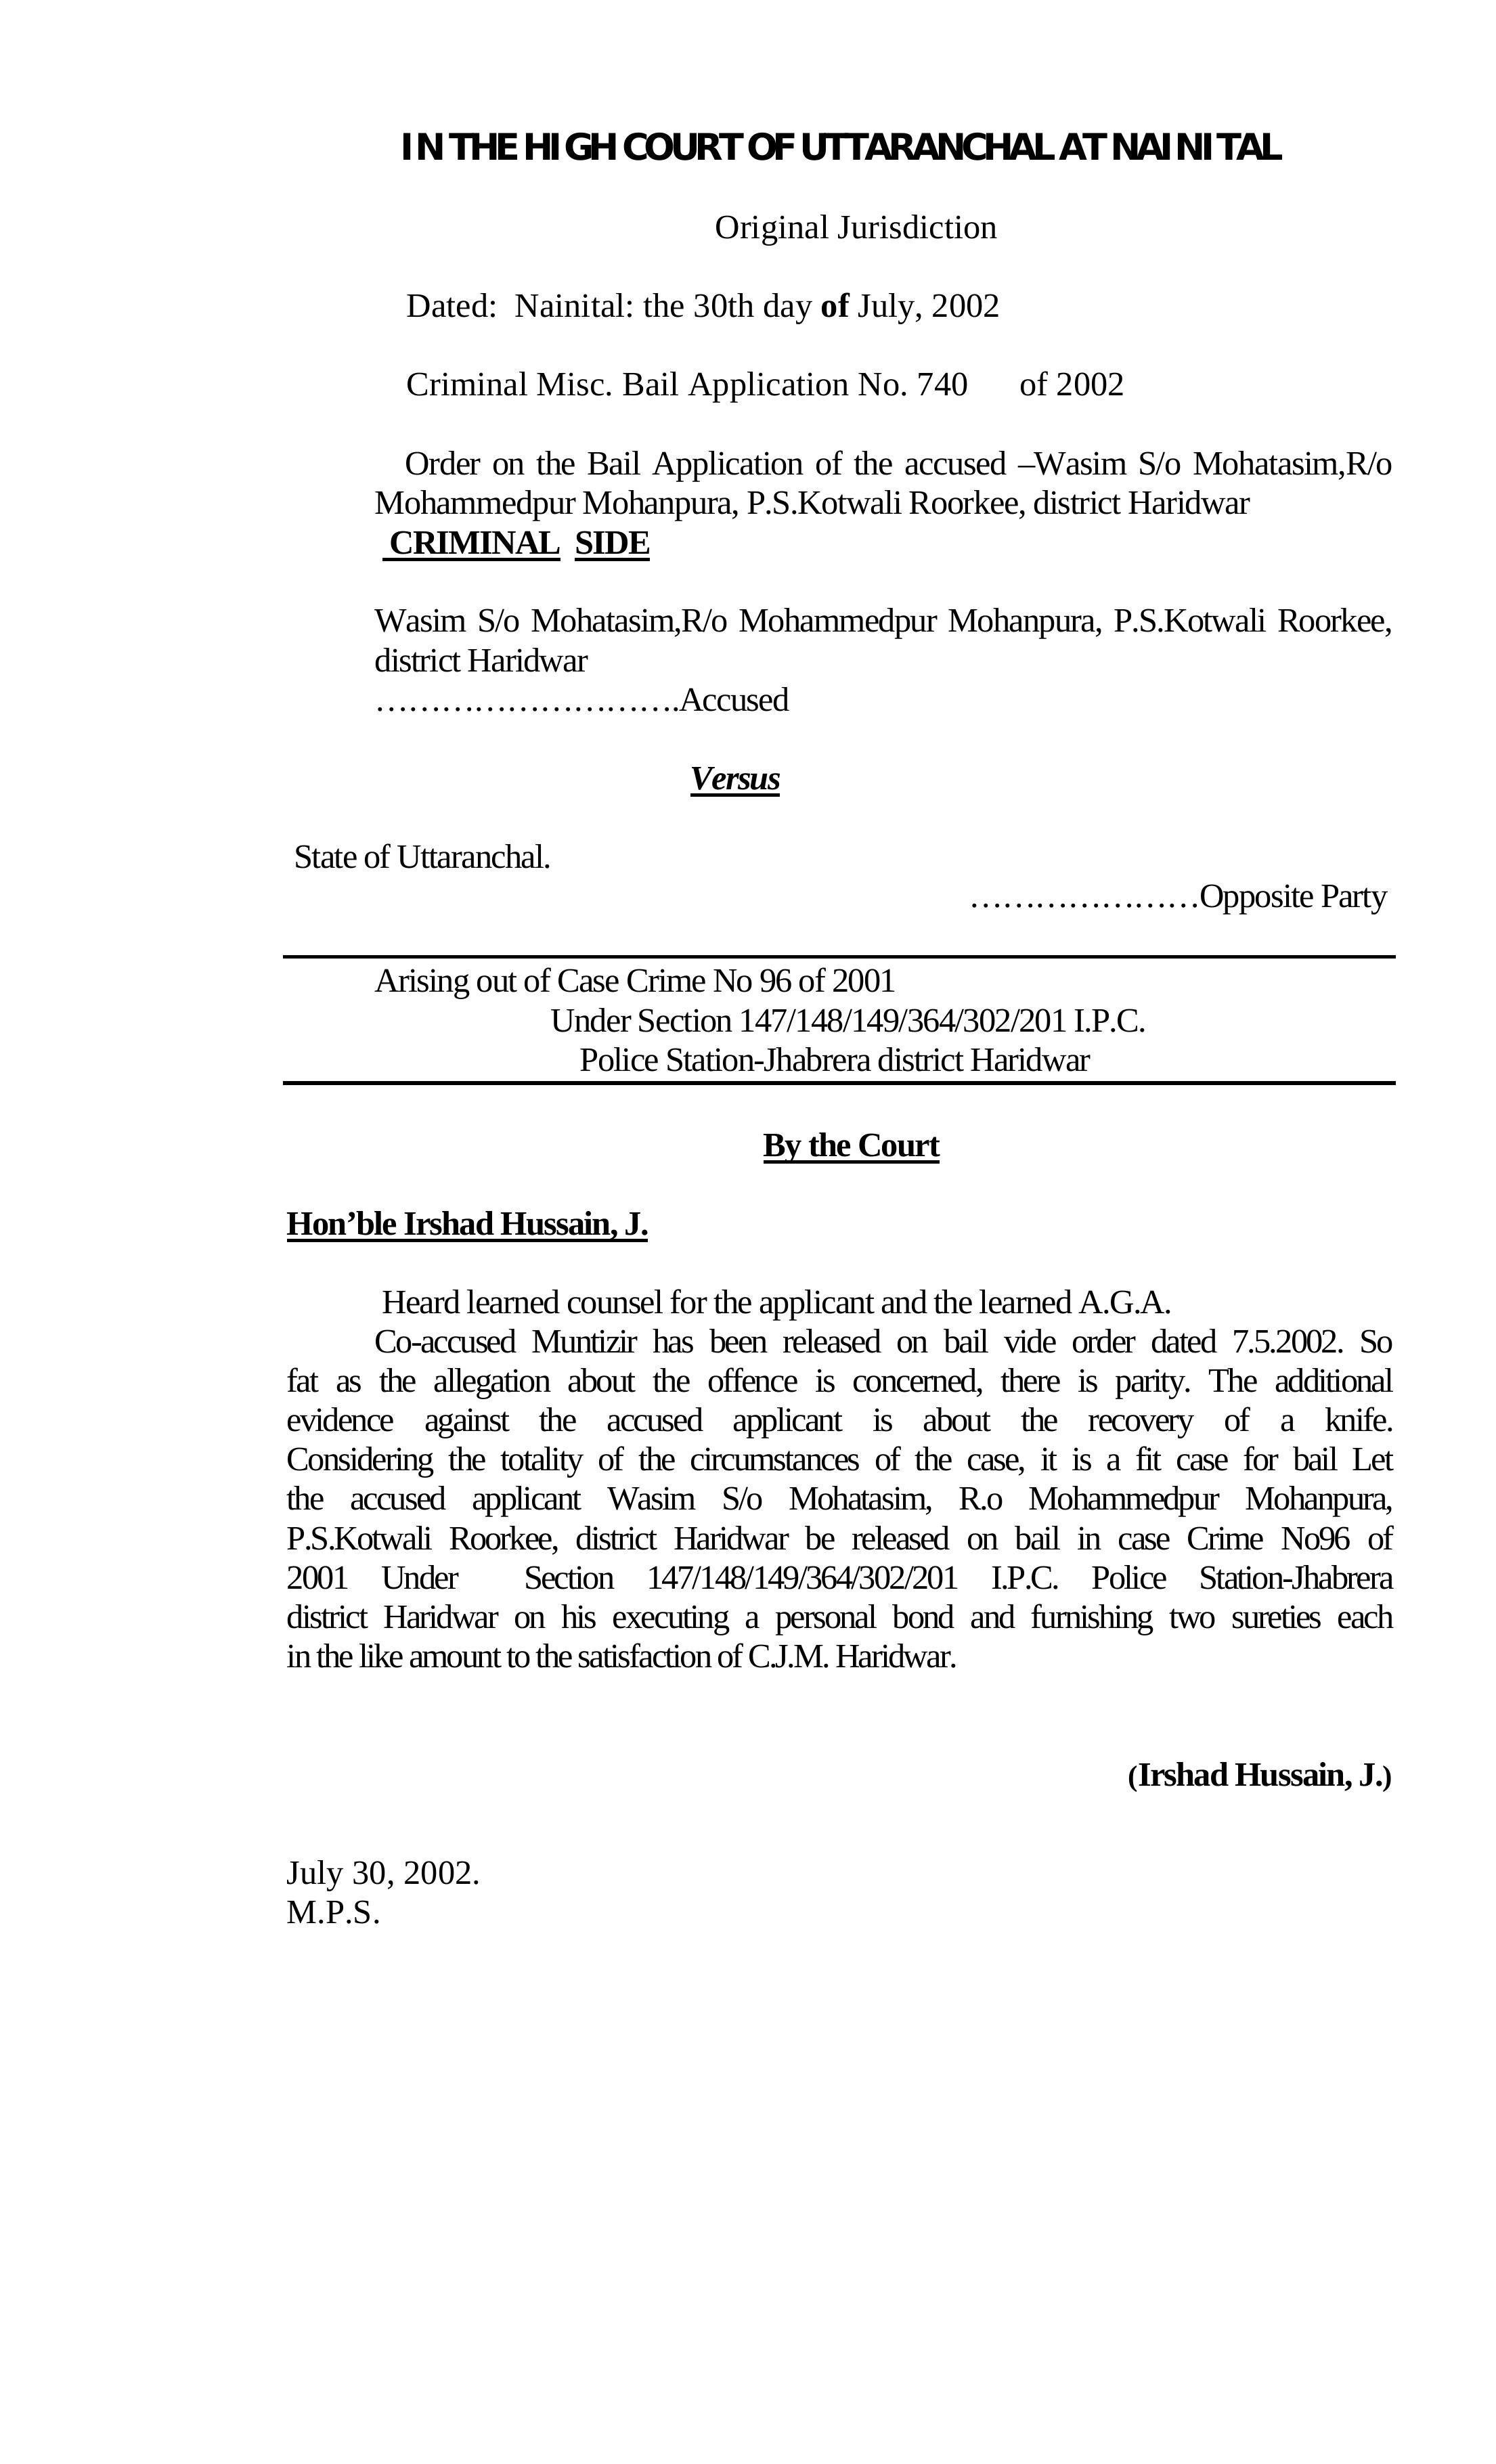 IN THE HIGH COURT OF UTTARANCHAL AT NAINITAL
Original Jurisdiction
Dated:  Nainital: the 30th day of July, 2002
Criminal Misc. Bail Application No. 740      of 2002
Order on the Bail Application of the accused –Wasim S/o Mohatasim,R/o
Mohammedpur Mohanpura, P.S.Kotwali Roorkee, district Haridwar
CRIMINAL  SIDE
Wasim S/o Mohatasim,R/o Mohammedpur Mohanpura, P.S.Kotwali Roorkee,
district Haridwar
……………………….Accused
Versus
State of Uttaranchal.
…………………Opposite Party
Arising out of Case Crime No 96 of 2001
Under Section 147/148/149/364/302/201 I.P.C.
Police Station-Jhabrera district Haridwar
By the Court
Hon’ble Irshad Hussain, J.
Heard learned counsel for the applicant and the learned A.G.A.
Co-accused Muntizir has been released on bail vide order dated 7.5.2002. So
fat as the allegation about the offence is concerned, there is parity. The additional
evidence against the accused applicant is about the recovery of a knife.
Considering the totality of the circumstances of the case, it is a fit case for bail Let
the accused applicant Wasim S/o Mohatasim, R.o Mohammedpur Mohanpura,
P.S.Kotwali Roorkee, district Haridwar be released on bail in case Crime No96 of
2001 Under  Section 147/148/149/364/302/201 I.P.C. Police Station-Jhabrera
district Haridwar on his executing a personal bond and furnishing two sureties each
in the like amount to the satisfaction of C.J.M. Haridwar.
(Irshad Hussain, J.)
July 30, 2002.
M.P.S.